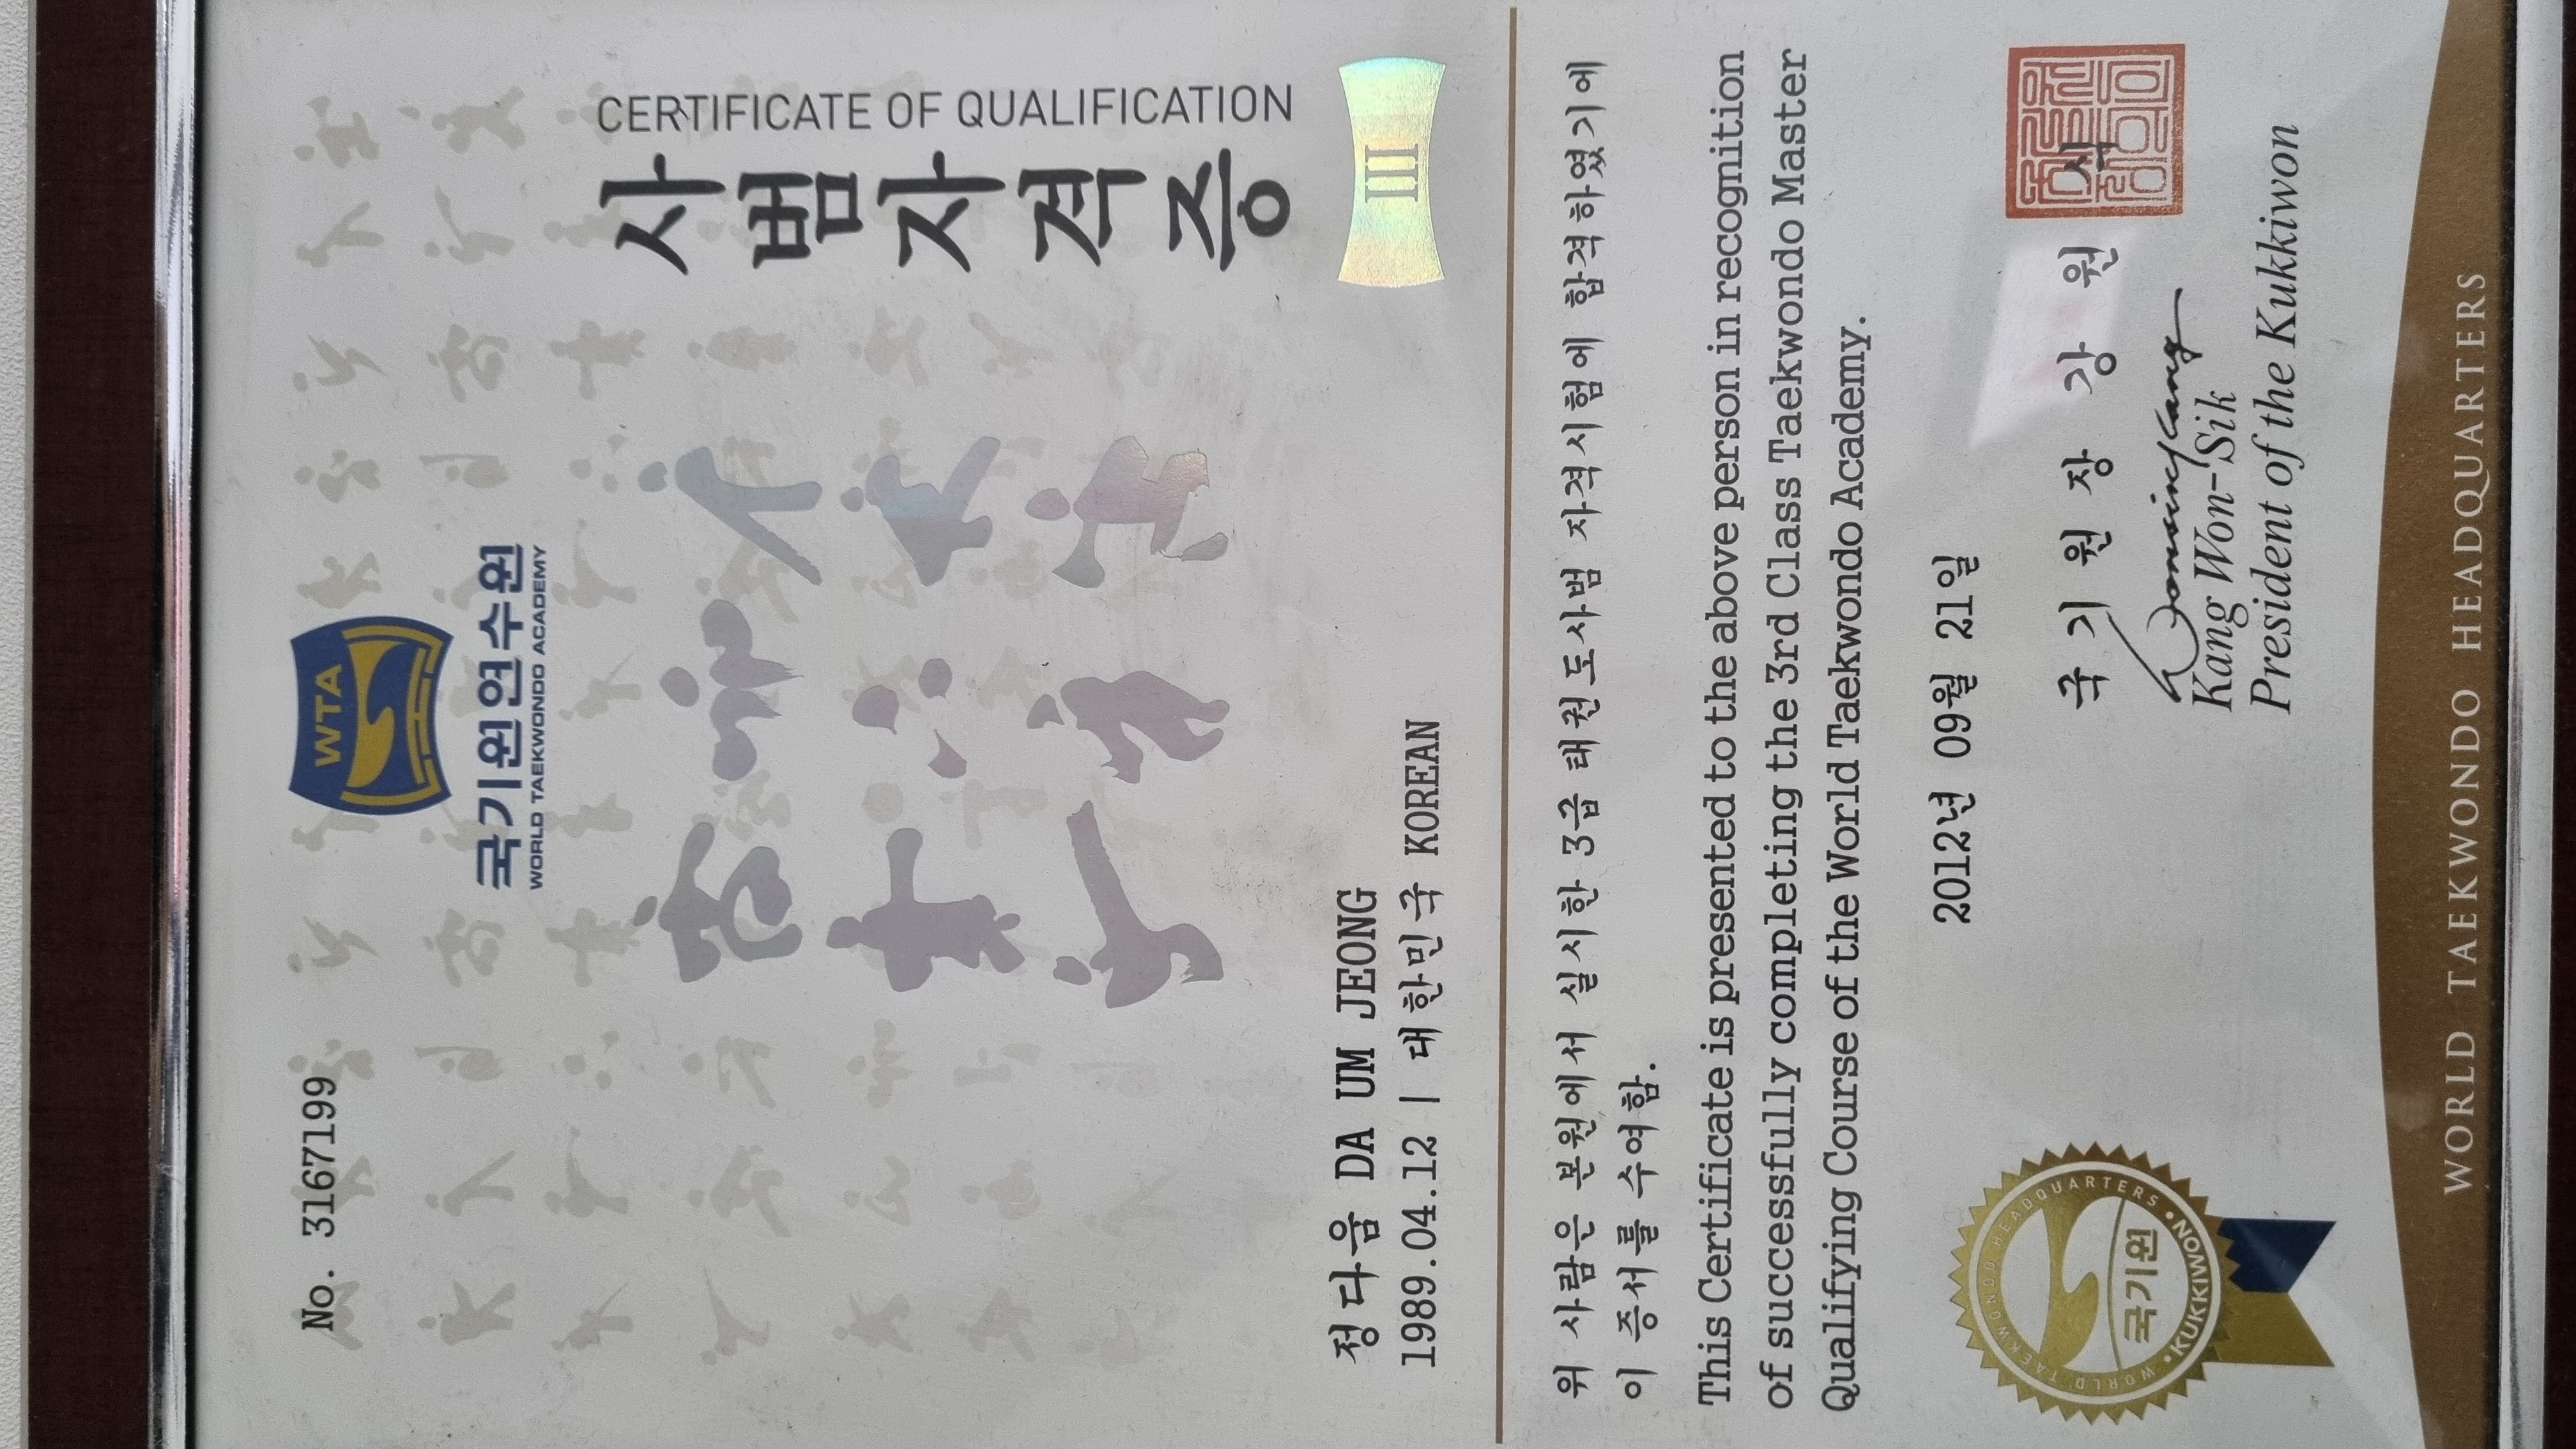 No. 3167199
WTA
국기원연수원
WORLD TAEKWONDO ACADEMY
CERTIFICATE OF QUALIFICATION
사범자격증
III
정다움 DA UM JEONG
1989.04.12 | 대한민국 KOREAN
위 사람은 본원에서 실시한 3급 태권도사범 자격시험에 합격하였기에
이 증서를 수여함.
This Certificate is presented to the above person in recognition
of successfully completing the 3rd Class Taekwondo Master
Qualifying Course of the World Taekwondo Academy.
2012년 09월 21일
국기원장 강원식
Kang Won-Sik
President of the Kukkiwon
WORLD TAEKWONDO HEADQUARTERS
국기원
• KUKKIWON •
WORLD TAEKWONDO HEADQUARTERS